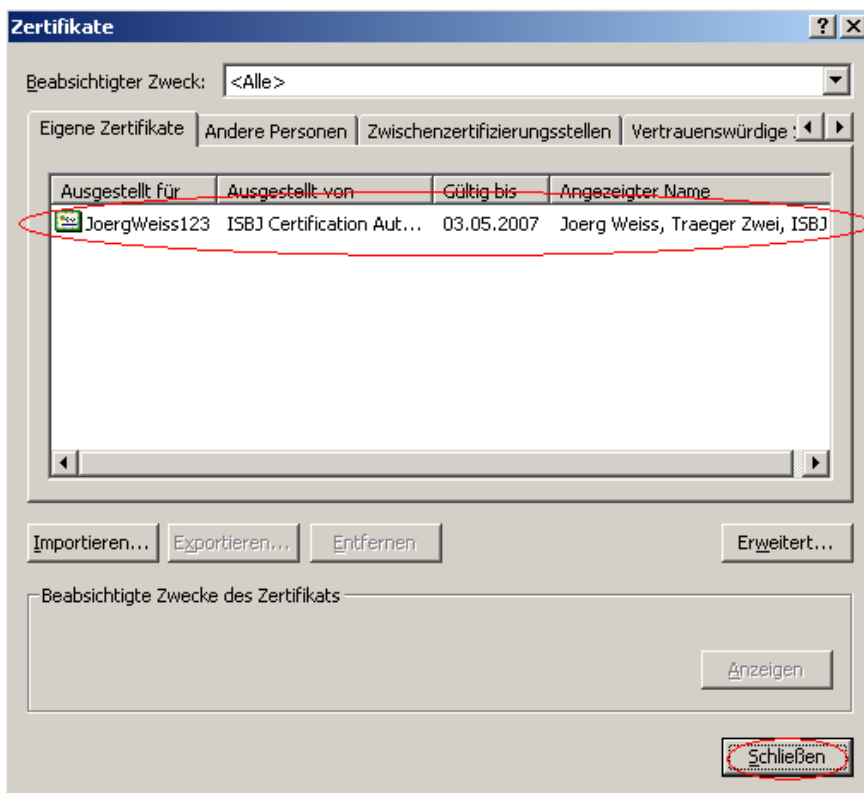 Zertifikate
Beabsichtigter Zweck: <Alle>
Eigene Zertifikate Andere Personen Zwischenzertifizierungsstellen Vertrauenswürdige
Ausgestellt für Ausgestellt von Gültig bis Angezeigter Name
JoergWeiss123 ISBJ Certification Aut... 03.05.2007 Joerg Weiss, Traeger Zwei, ISBJ
Importieren... Exportieren... Entfernen Erweitert...
Beabsichtigte Zwecke des Zertifikats
Anzeigen
Schließen